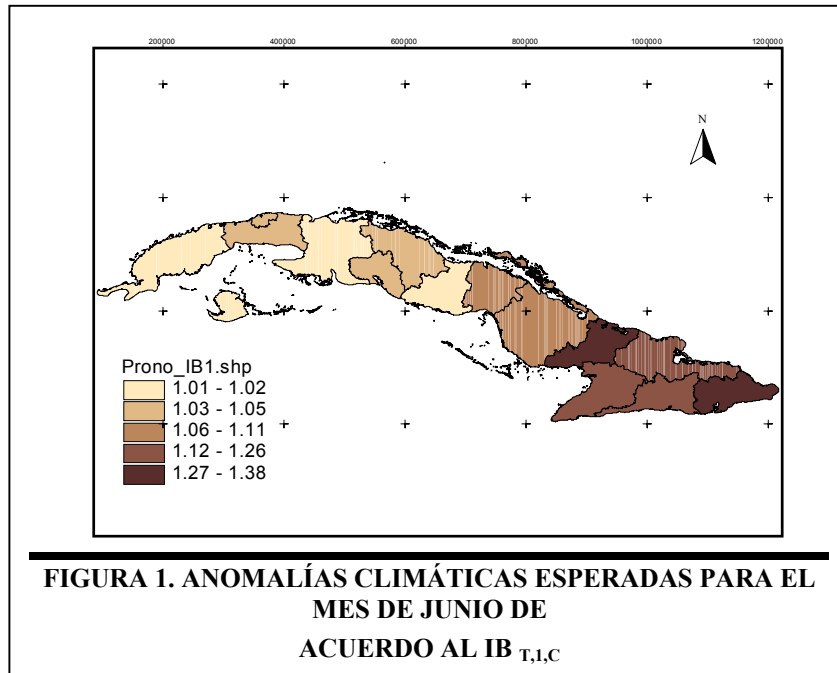 200000 400000 600000 800000 1000000 1200000
N
Prono_IB1.shp
1.01 - 1.02
1.03 - 1.05
1.06 - 1.11
1.12 - 1.26
1.27 - 1.38
FIGURA 1. ANOMALÍAS CLIMÁTICAS ESPERADAS PARA EL
MES DE JUNIO DE
ACUERDO AL IB T,1,C